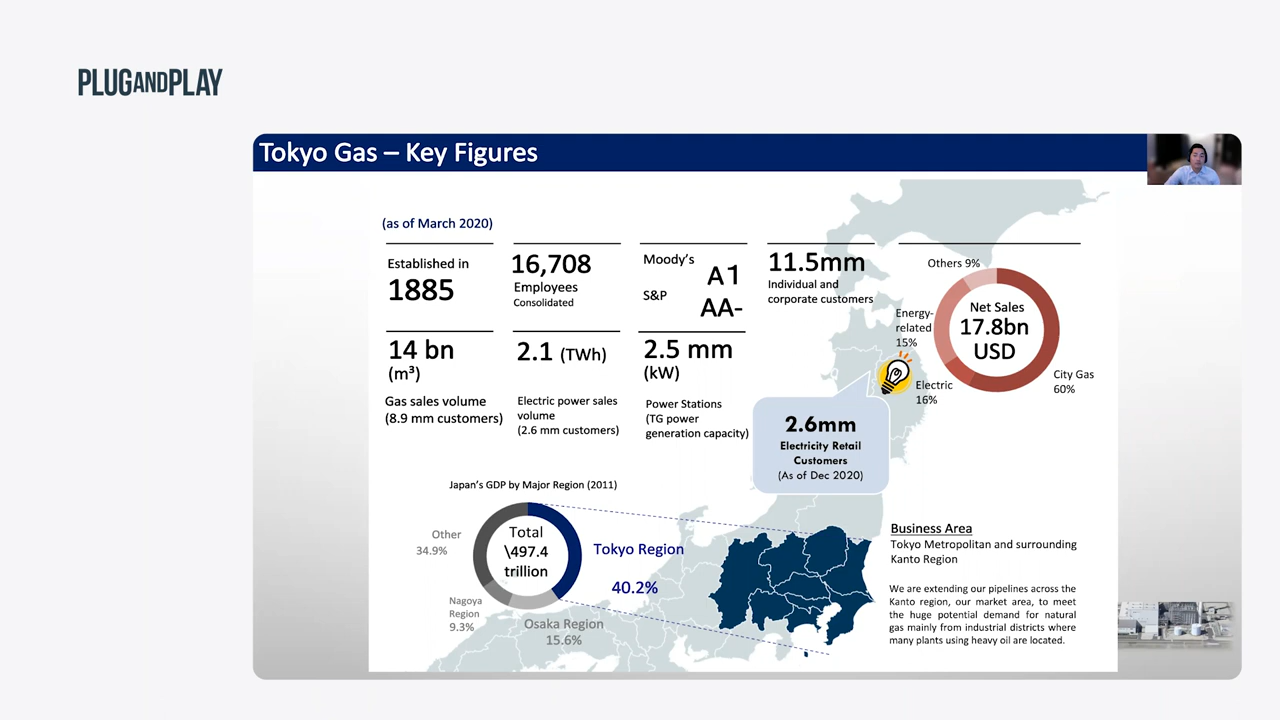 PLUGANDPLAY
Tokyo Gas – Key Figures
(as of March 2020)
Established in
1885
16,708
Employees
Consolidated
Moody's
A1
S&P
AA-
11.5mm
Individual and
corporate customers
14 bn
(m³)
Gas sales volume
(8.9 mm customers)
2.1 (TWh)
Electric power sales
volume
(2.6 mm customers)
2.5 mm
(kW)
Power Stations
(TG power
generation capacity)
Others 9%
Energy-
related
15%
Net Sales
17.8bn
USD
Electric
16%
City Gas
60%
2.6mm
Electricity Retail
Customers
(As of Dec 2020)
Japan's GDP by Major Region (2011)
Other
34.9%
Total
\497.4
trillion
Tokyo Region
40.2%
Nagoya
Region
9.3%
Osaka Region
15.6%
Business Area
Tokyo Metropolitan and surrounding
Kanto Region
We are extending our pipelines across the
Kanto region, our market area, to meet
the huge potential demand for natural
gas mainly from industrial districts where
many plants using heavy oil are located.